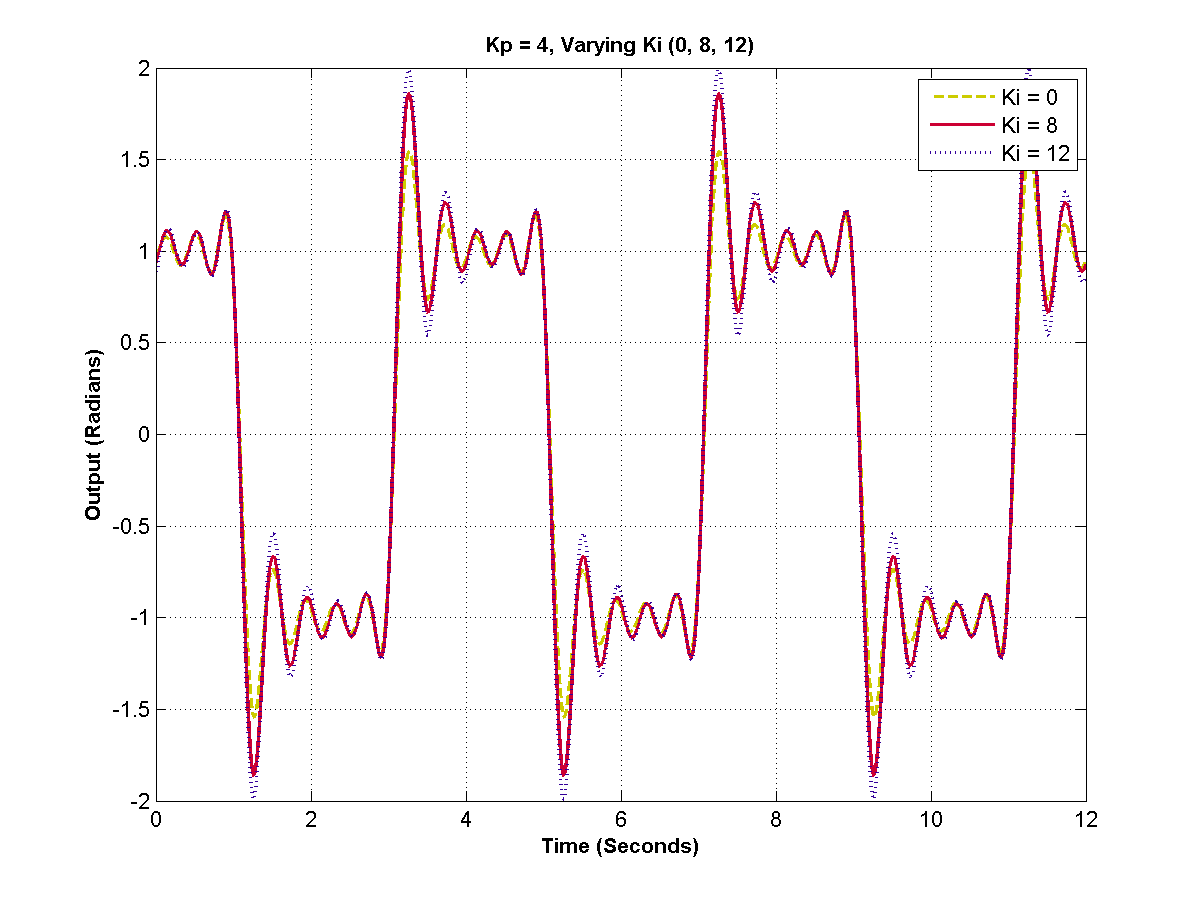 Kp = 4, Varying Ki (0, 8, 12)
2
1.5
1
0.5
0
-0.5
-1
-1.5
-2
Output (Radians)
Ki = 0
Ki = 8
Ki = 12
0 2 4 6 8 10 12
Time (Seconds)